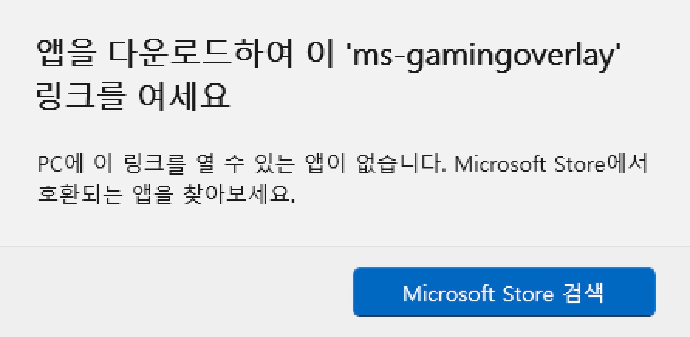 앱을 다운로드하여 이 'ms-gamingoverlay'
링크를 여세요
PC에 이 링크를 열 수 있는 앱이 없습니다. Microsoft Store에서
호환되는 앱을 찾아보세요.
Microsoft Store 검색